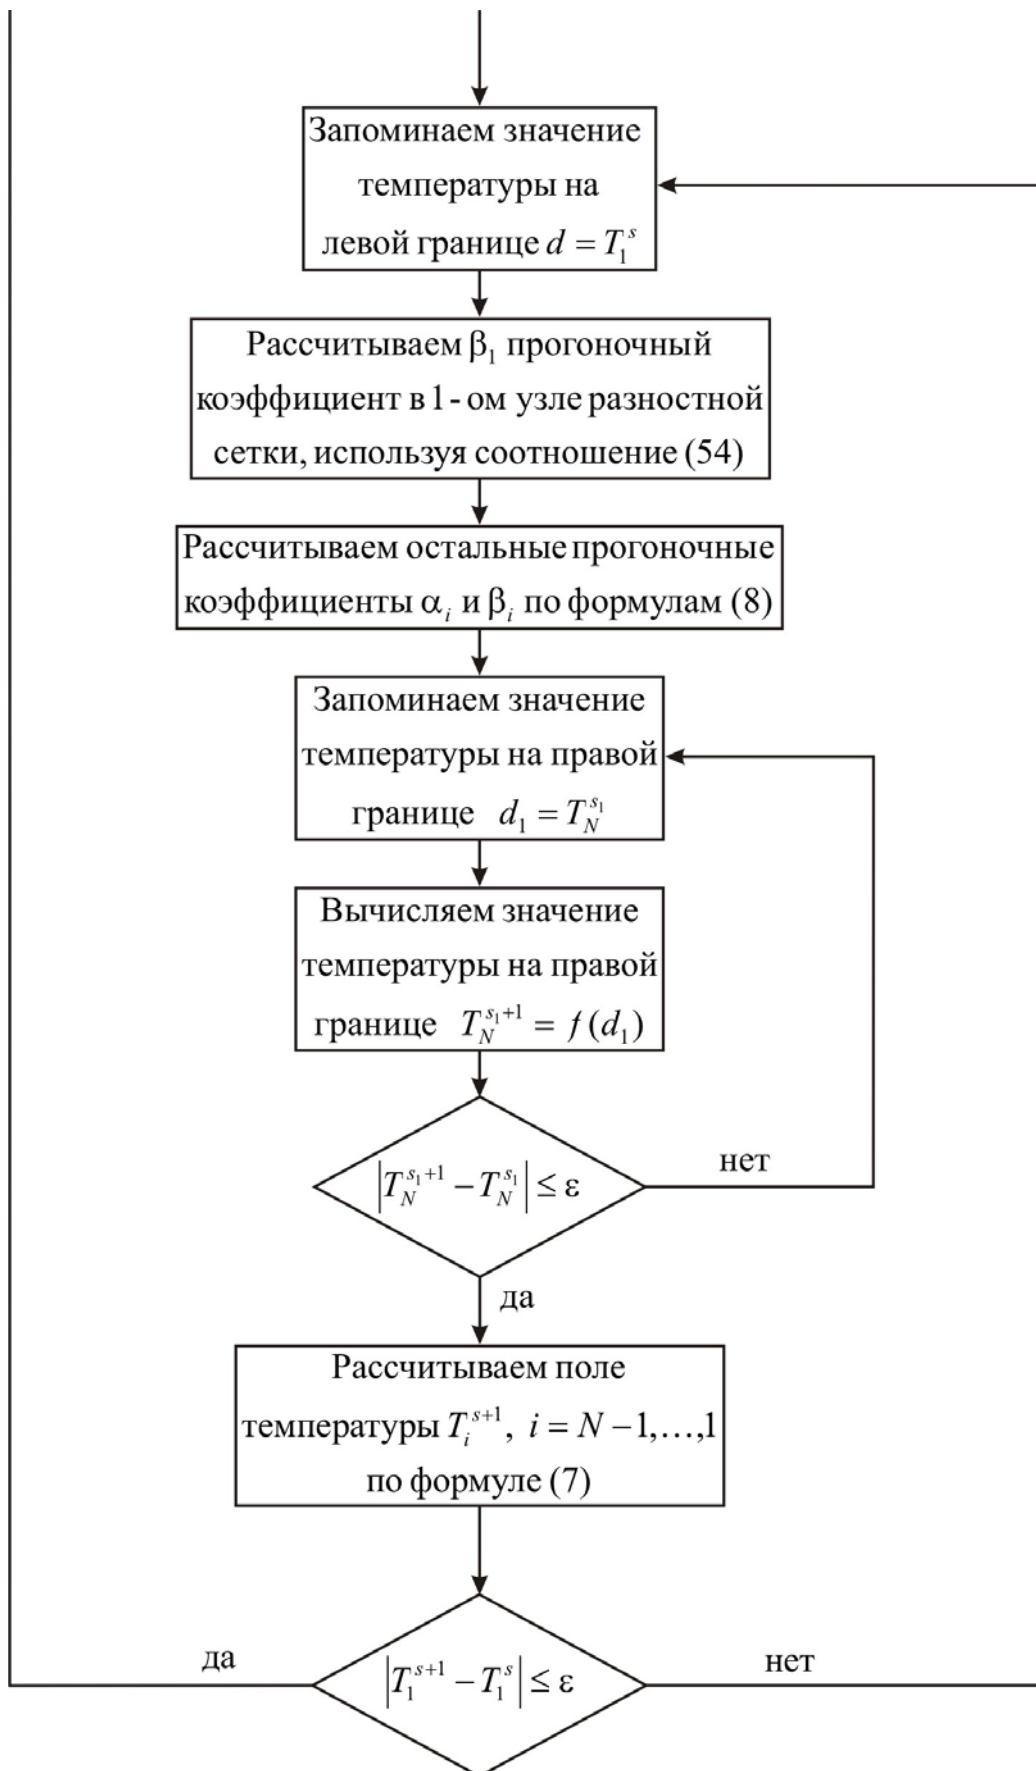 Запоминаем значение
температуры на
левой границе d = T₁ˢ
Рассчитываем β₁ прогоночный
коэффициент в 1 - ом узле разностной
сетки, используя соотношение (54)
Рассчитываем остальные прогоночные
коэффициенты αᵢ и βᵢ по формулам (8)
Запоминаем значение
температуры на правой
границе d₁ = T_N^{s₁}
Вычисляем значение
температуры на правой
границе T_N^{s₁+1} = f(d₁)
|T_N^{s₁+1} − T_N^{s₁}| ≤ ε
нет
да
Рассчитываем поле
температуры T_i^{s+1}, i = N −1,…,1
по формуле (7)
да
|T₁^{s+1} − T₁^s| ≤ ε
нет